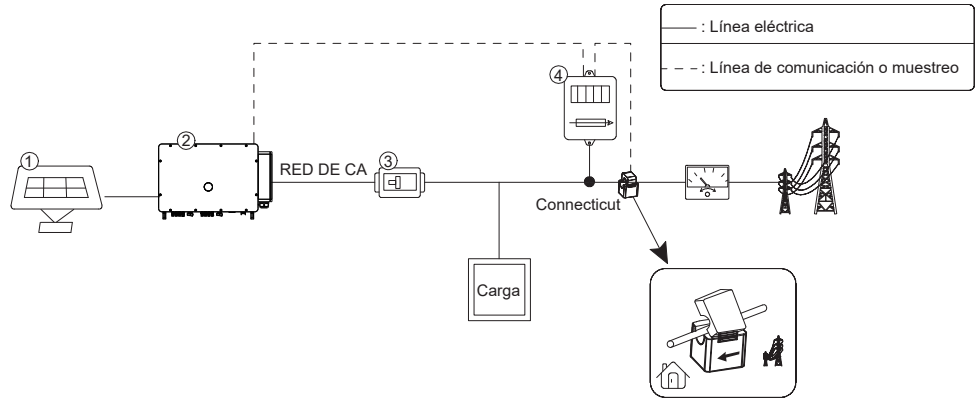 : Línea eléctrica
: Línea de comunicación o muestreo
4
2
1
RED DE CA
3
Connecticut
Carga